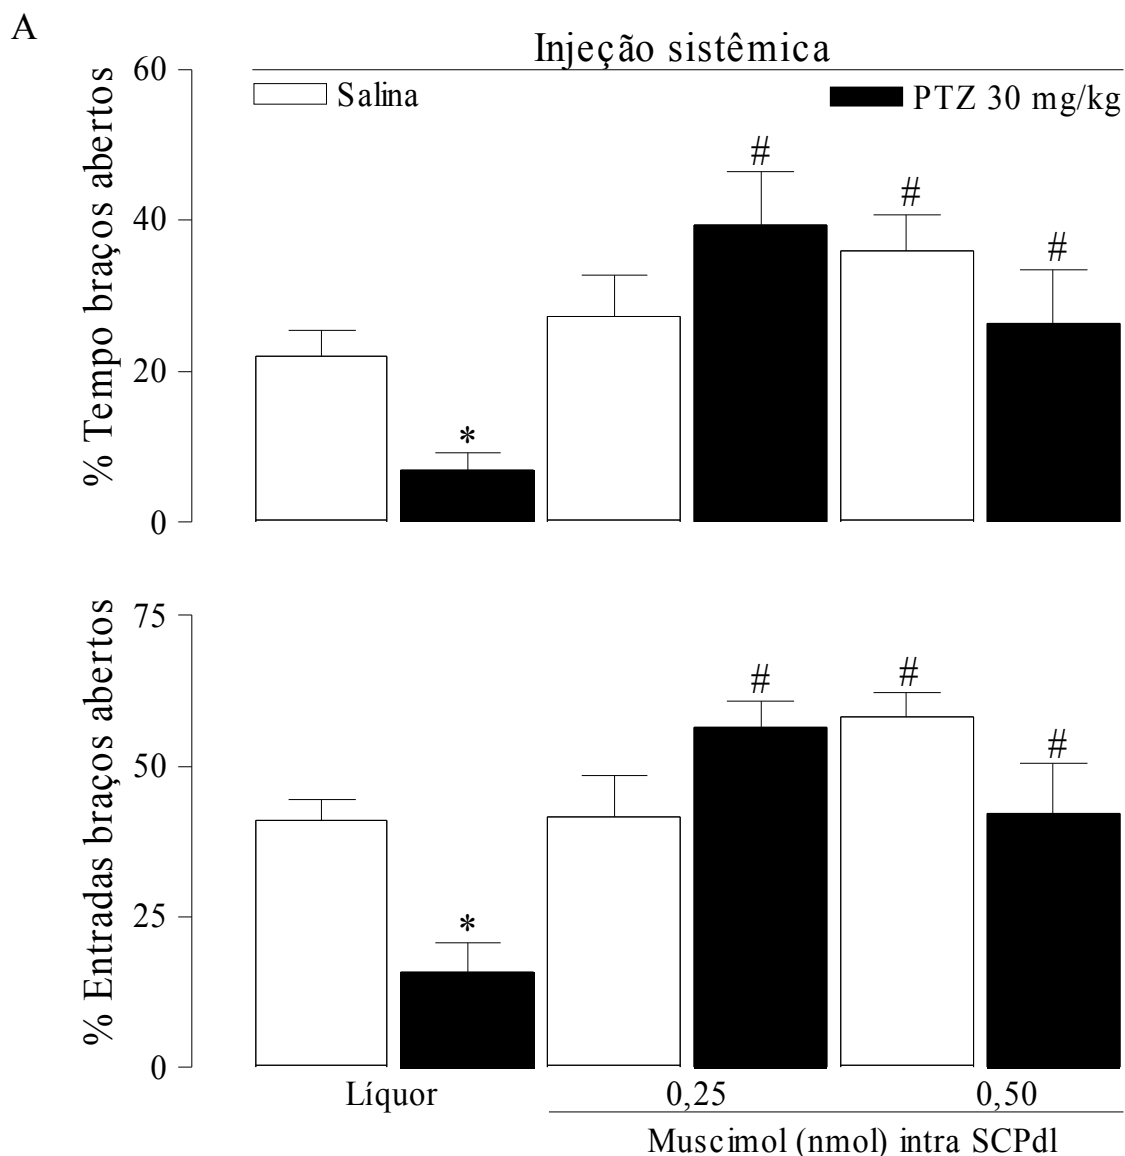 A
Injeção sistêmica
Salina
PTZ 30 mg/kg
% Tempo braços abertos
60
40
20
0
*
#
#
#
% Entradas braços abertos
75
50
25
0
*
#
#
#
Líquor
0,25
0,50
Muscimol (nmol) intra SCPdl